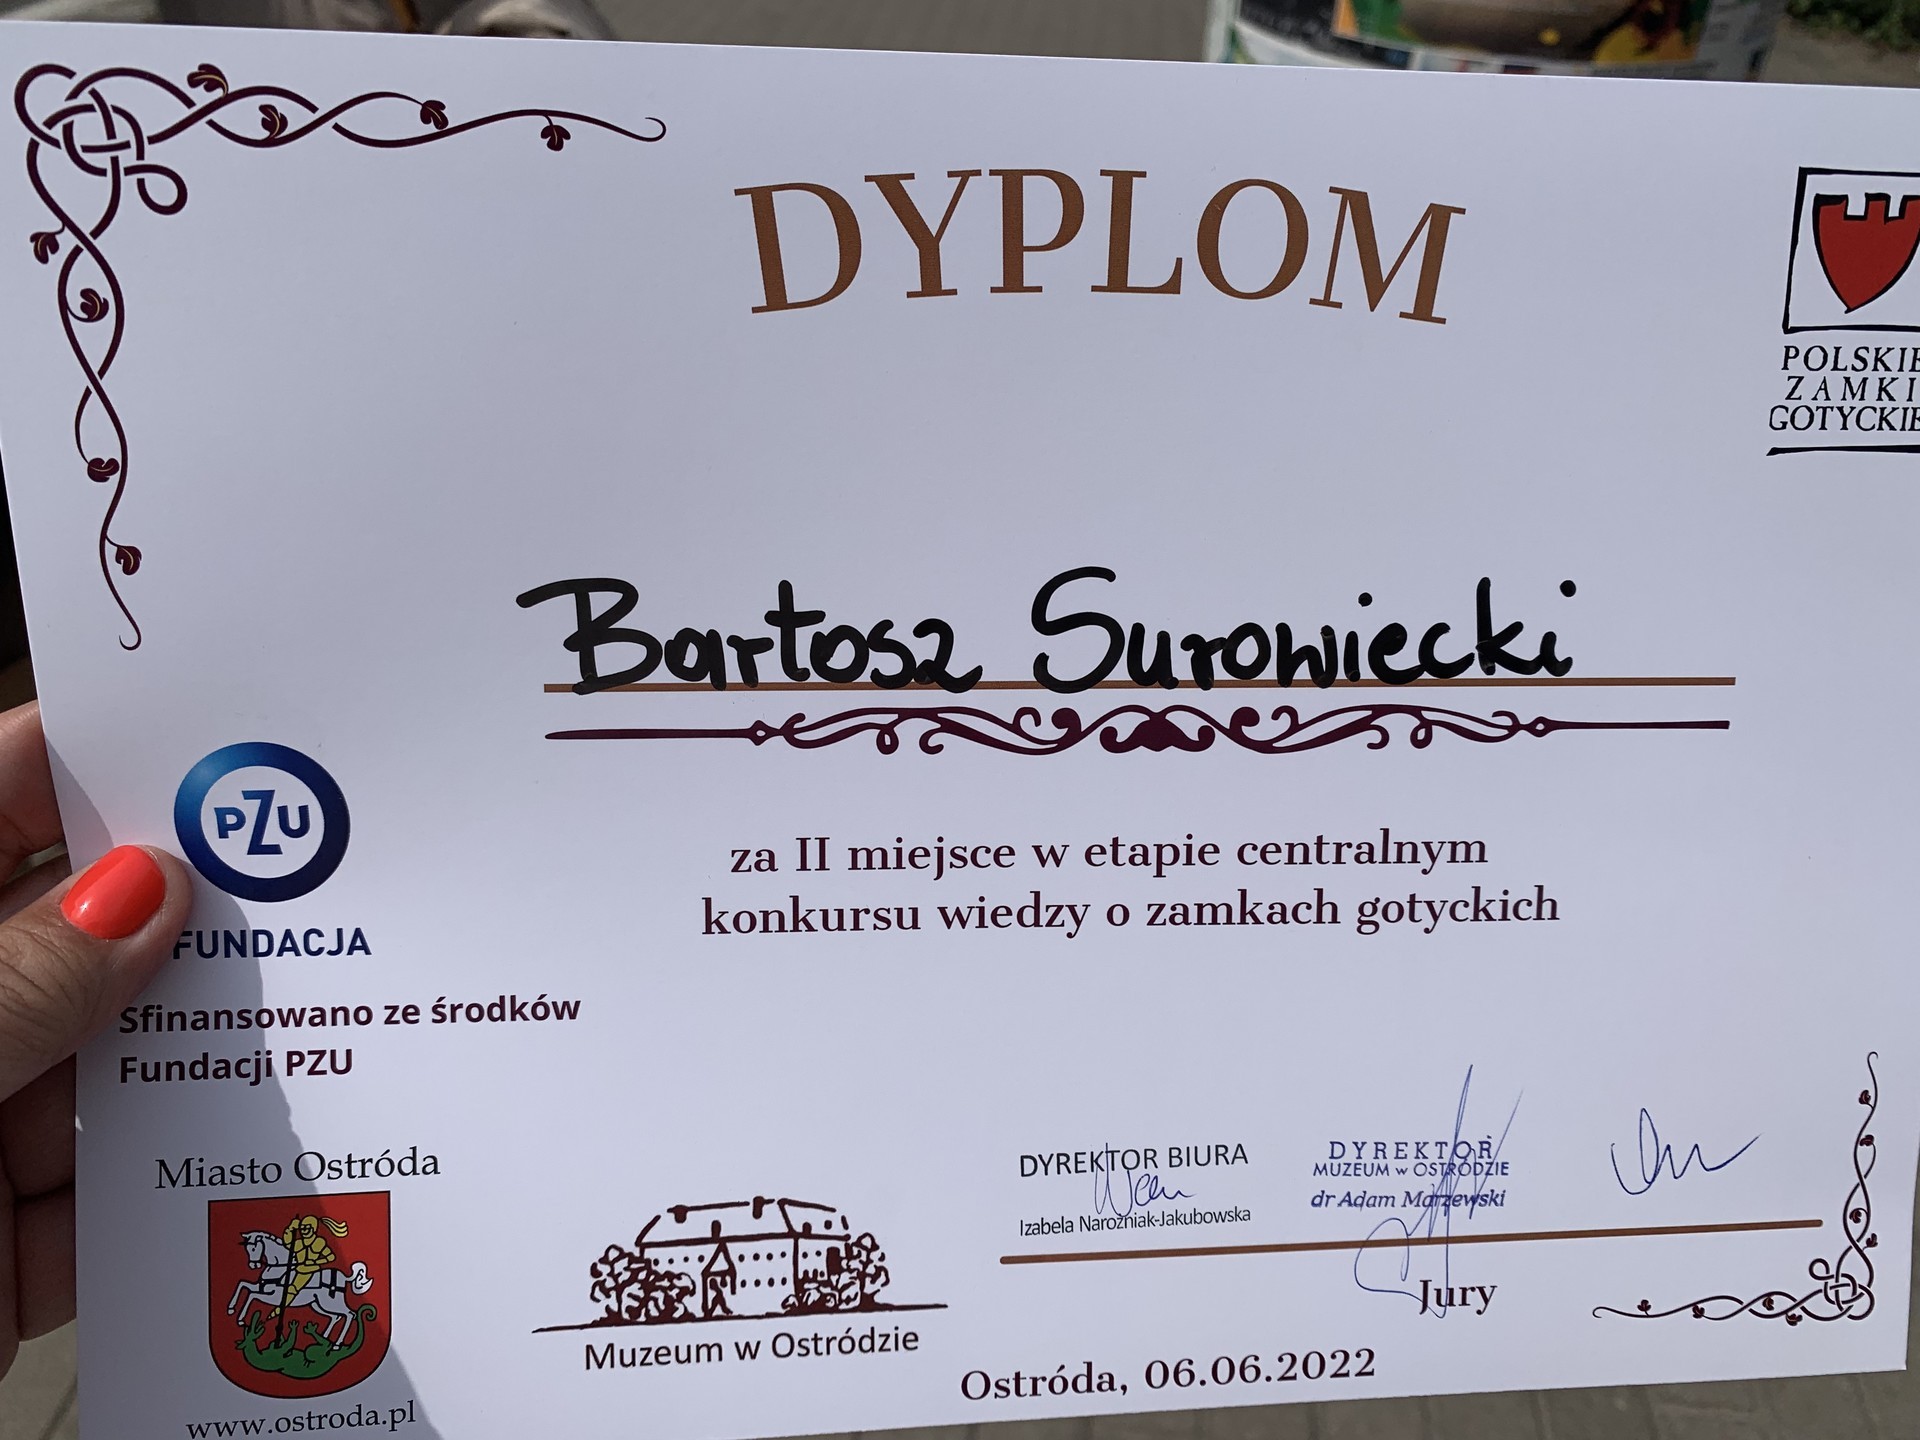 DYPLOM
POLSKIE
ZAMKI
GOTYCKIE
Bartosz Surowiecki
PZU
FUNDACJA
za II miejsce w etapie centralnym
konkursu wiedzy o zamkach gotyckich
Sfinansowano ze środków
Fundacji PZU
Miasto Ostróda
www.ostroda.pl
Muzeum w Ostródzie
DYREKTOR BIURA
Izabela Naroźniak-Jakubowska
DYREKTOR
MUZEUM w OSTRÓDZIE
dr Adam Marzewski
Jury
Ostróda, 06.06.2022